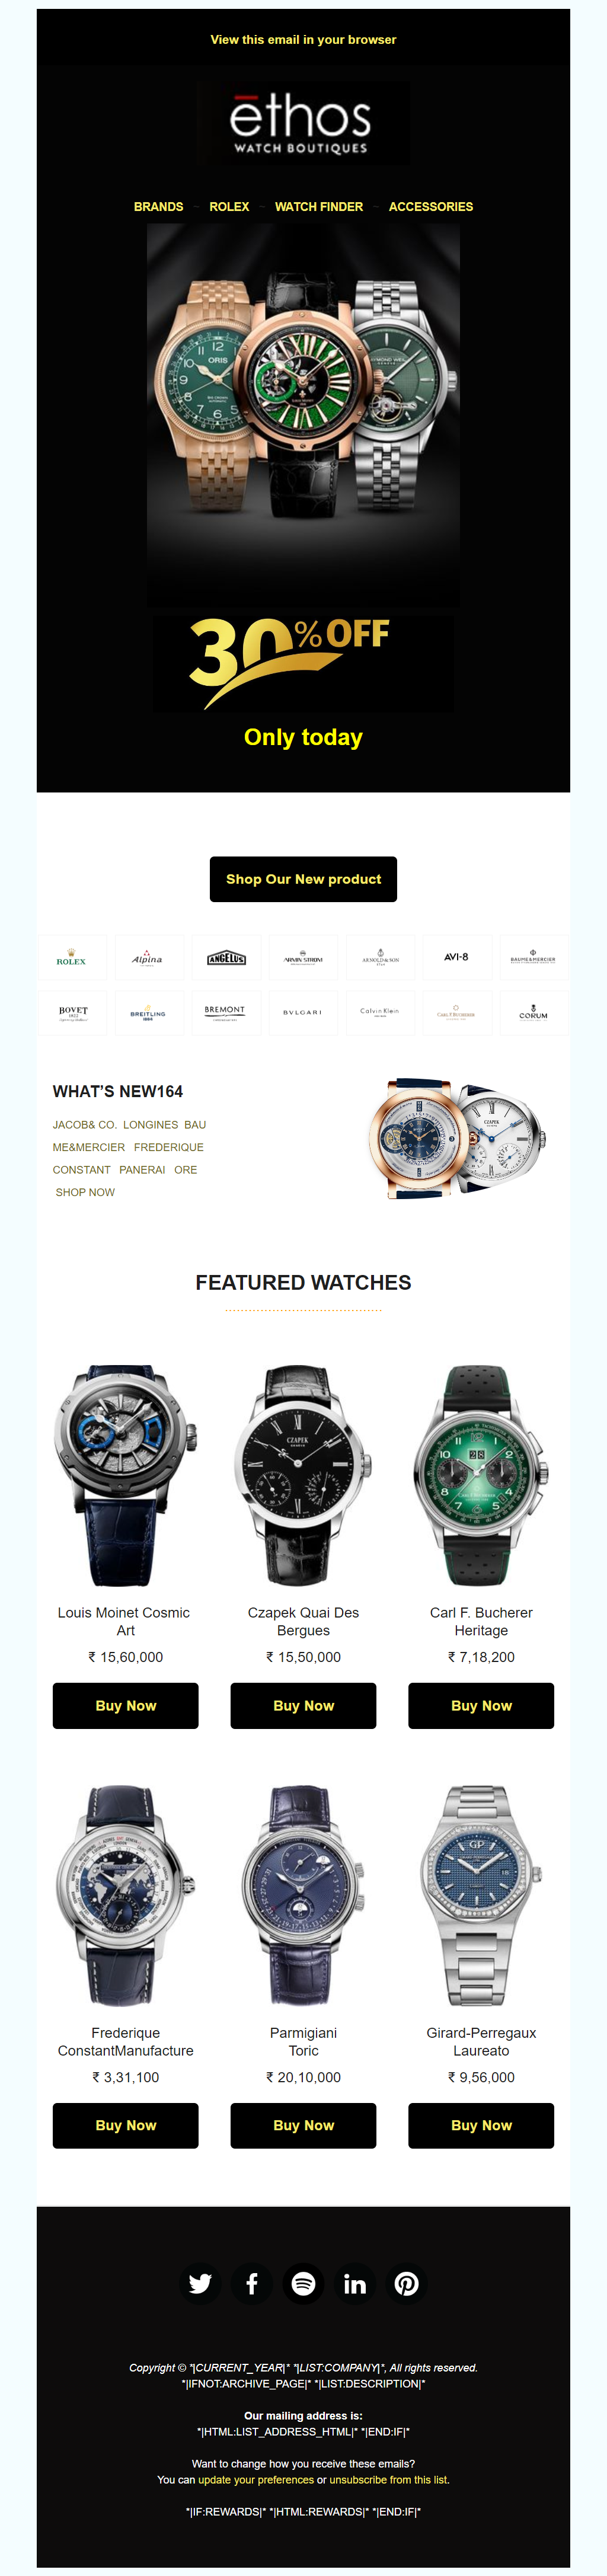 View this email in your browser
ēthos
WATCH BOUTIQUES
BRANDS – ROLEX – WATCH FINDER – ACCESSORIES
ORIS
30% OFF
Only today
Shop Our New product
ROLEX Alpina ANGELUS ARMIN STROM ARNOLD & SON AVI-8 BAUME & MERCIER
BOVET 1822 BREITLING 1884 BREMONT BVLGARI Calvin Klein CARL F. BUCHERER CORUM
WHAT’S NEW164
JACOB& CO. LONGINES BAU
ME&MERCIER FREDERIQUE
CONSTANT PANERAI ORE
SHOP NOW
CZAPEK
FEATURED WATCHES
CZAPEK
Louis Moinet Cosmic Czapek Quai Des Carl F. Bucherer
Art Bergues Heritage
₹ 15,60,000 ₹ 15,50,000 ₹ 7,18,200
Buy Now Buy Now Buy Now
GP
Frederique Parmigiani Girard-Perregaux
ConstantManufacture Toric Laureato
₹ 3,31,100 ₹ 20,10,000 ₹ 9,56,000
Buy Now Buy Now Buy Now
Copyright © *|CURRENT_YEAR|* *|LIST:COMPANY|*, All rights reserved.
*|IFNOT:ARCHIVE_PAGE|* *|LIST:DESCRIPTION|*
Our mailing address is:
*|HTML:LIST_ADDRESS_HTML|* *|END:IF|*
Want to change how you receive these emails?
You can update your preferences or unsubscribe from this list.
*|IF:REWARDS|* *|HTML:REWARDS|* *|END:IF|*